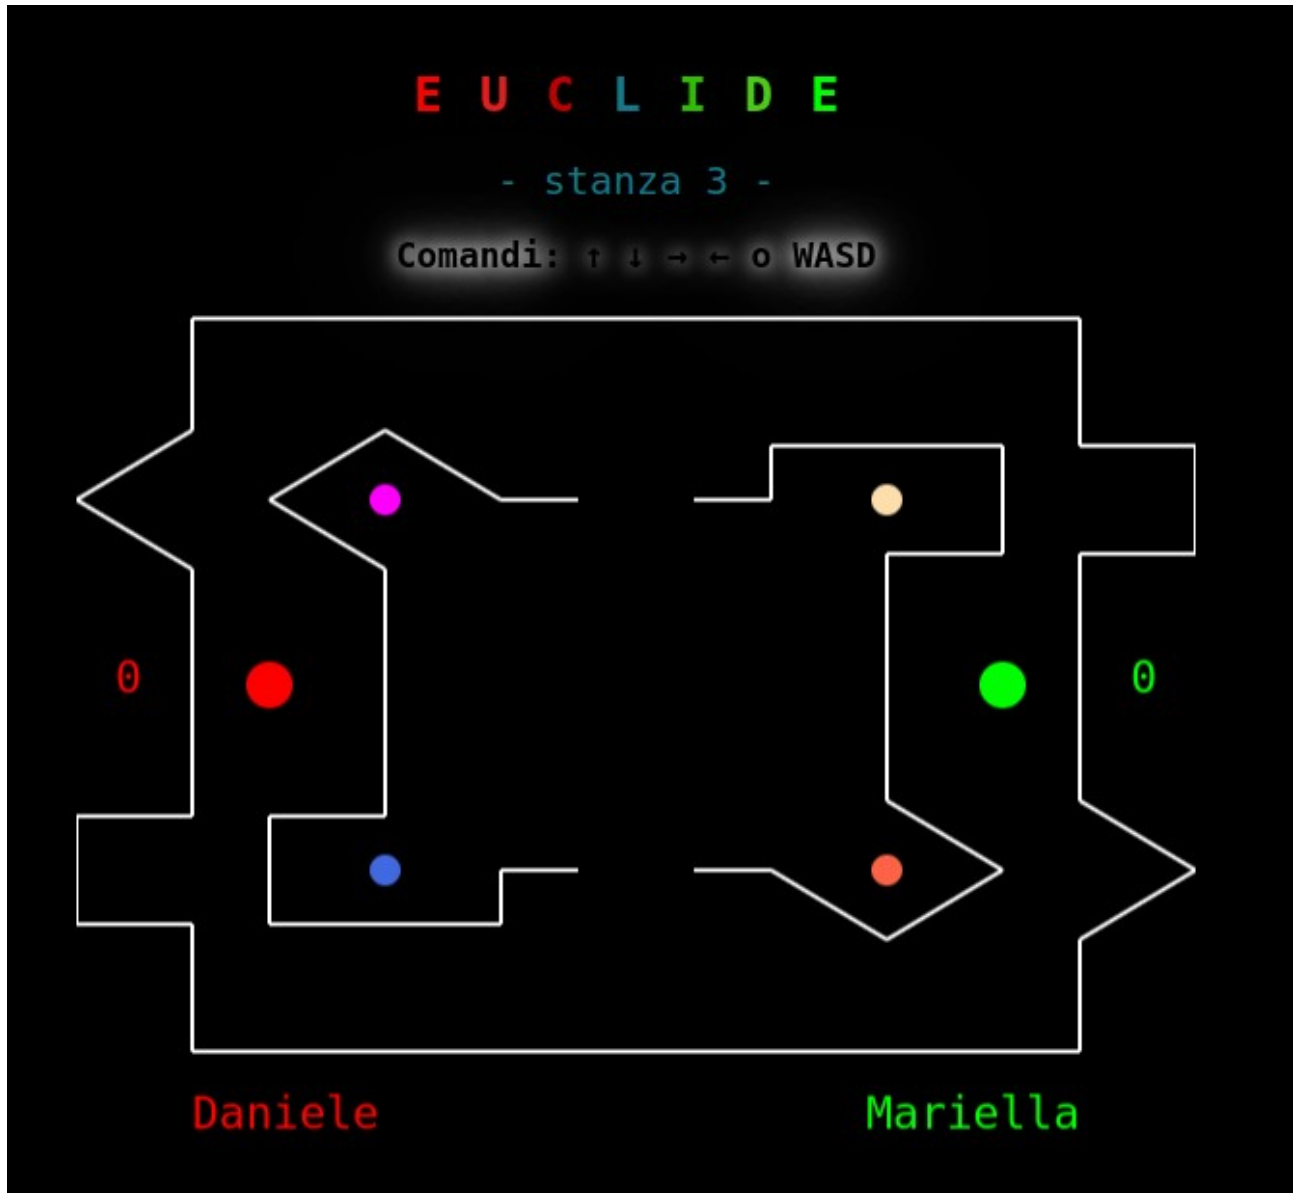 E U C L I D E
- stanza 3 -
Comandi: ↑ ↓ → ← o WASD
0 0
Daniele Mariella